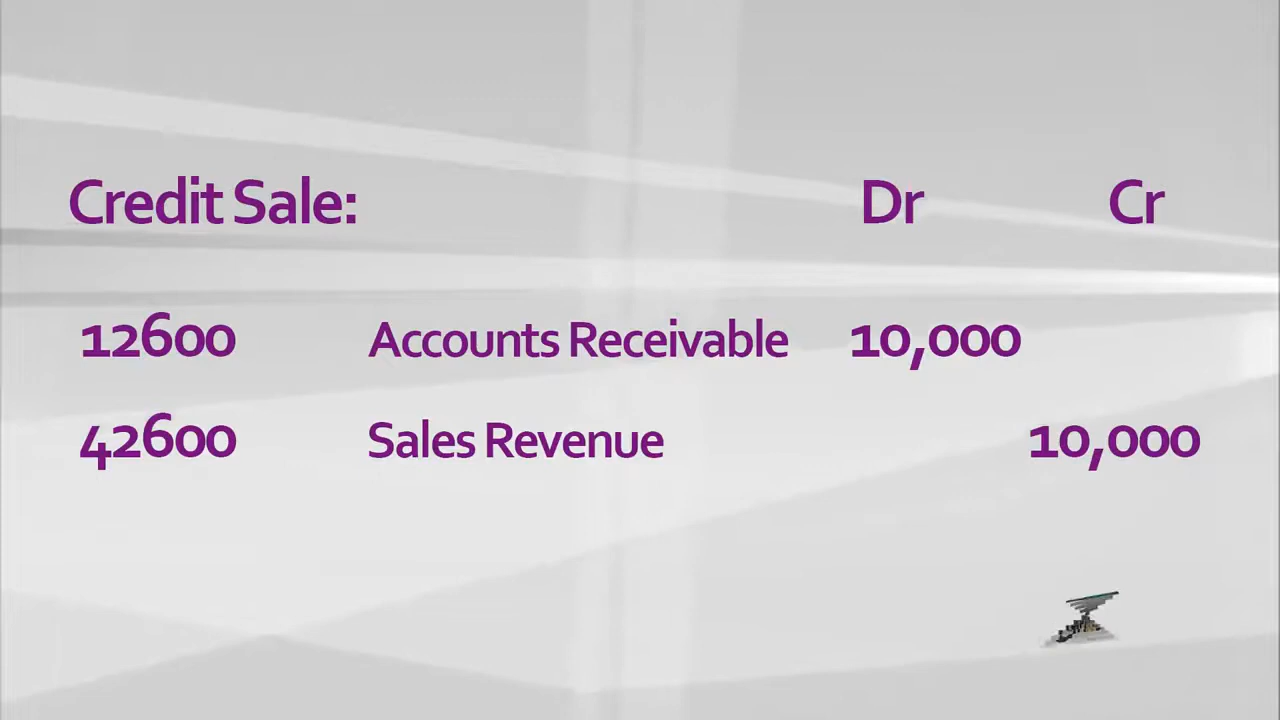 Credit Sale: Dr Cr
12600 Accounts Receivable 10,000
42600 Sales Revenue 10,000